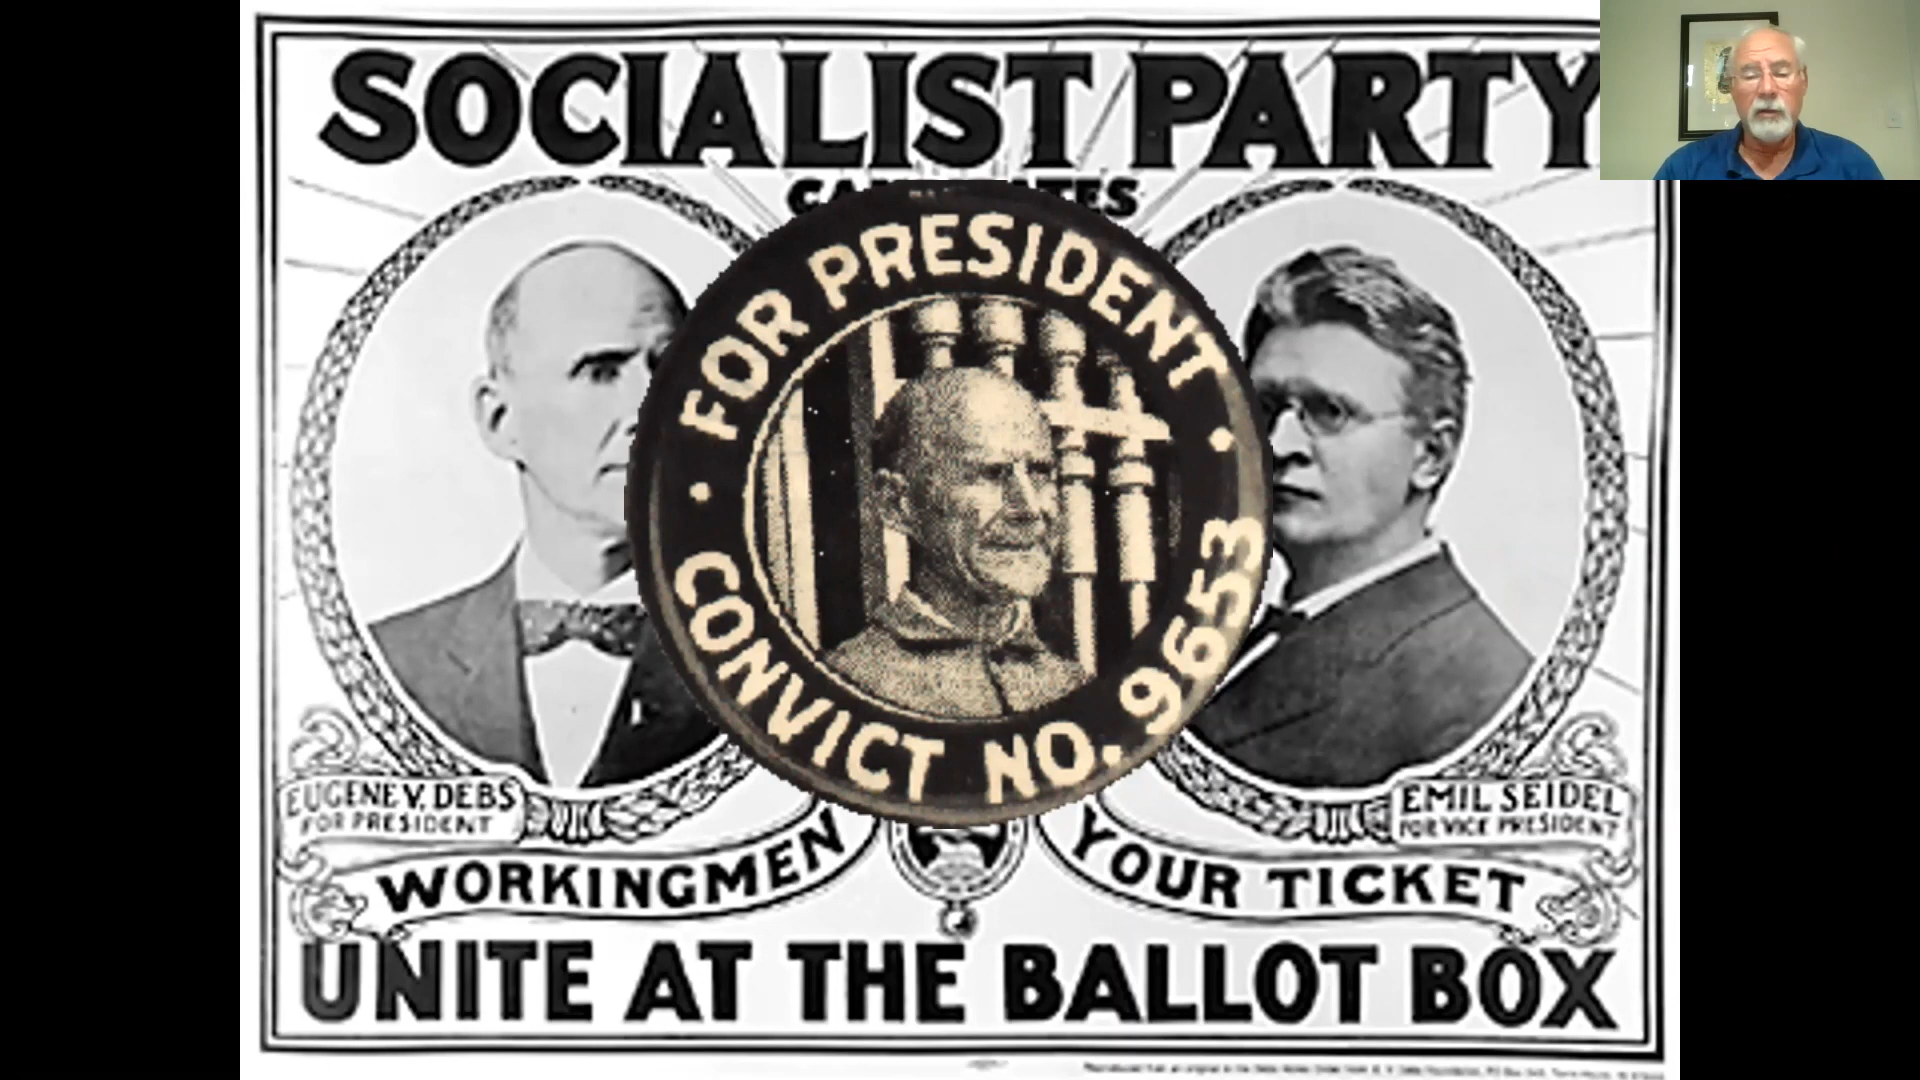 SOCIALIST PARTY
FOR PRESIDENT
CONVICT NO. 9653
EUGENE V. DEBS
FOR PRESIDENT
EMIL SEIDEL
FOR VICE PRESIDENT
WORKINGMEN
YOUR TICKET
UNITE AT THE BALLOT BOX